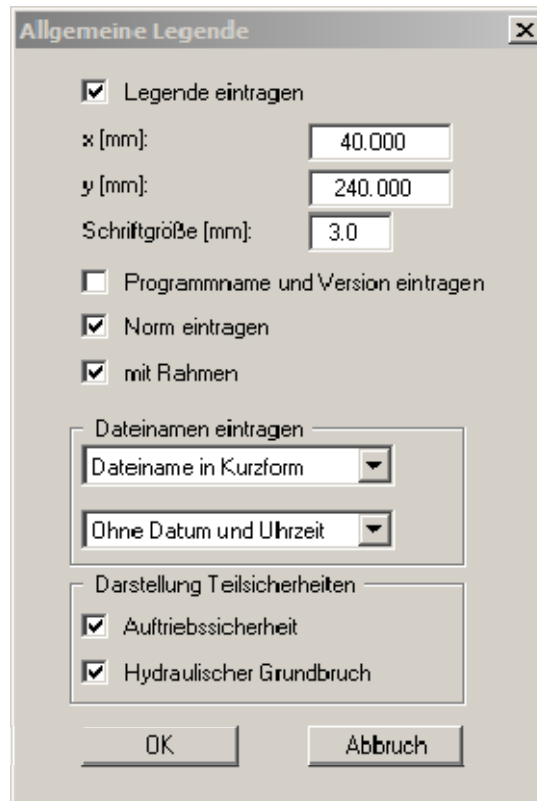 Allgemeine Legende
Legende eintragen
x [mm]: 40.000
y [mm]: 240.000
Schriftgröße [mm]: 3.0
Programmname und Version eintragen
Norm eintragen
mit Rahmen
Dateinamen eintragen
Dateiname in Kurzform
Ohne Datum und Uhrzeit
Darstellung Teilsicherheiten
Auftriebssicherheit
Hydraulischer Grundbruch
OK Abbruch